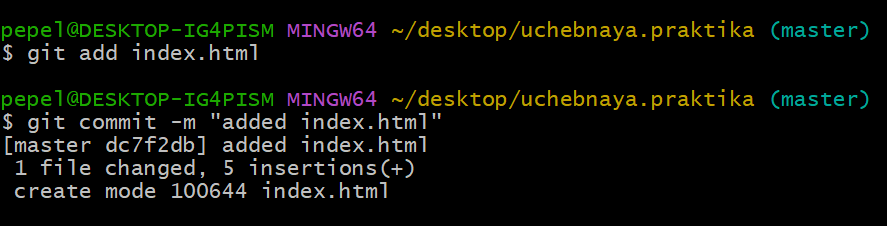 pepel@DESKTOP-IG4PISM MINGW64 ~/desktop/uchebnaya.praktika (master)
$ git add index.html
pepel@DESKTOP-IG4PISM MINGW64 ~/desktop/uchebnaya.praktika (master)
$ git commit -m "added index.html"
[master dc7f2db] added index.html
 1 file changed, 5 insertions(+)
 create mode 100644 index.html